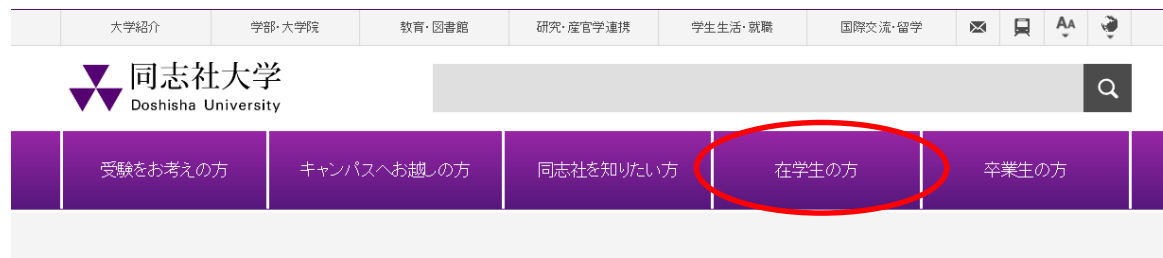 大学紹介 学部・大学院 教育・図書館 研究・産官学連携 学生生活・就職 国際交流・留学 AA
同志社大学
Doshisha University
受験をお考えの方 キャンパスへお越しの方 同志社を知りたい方 在学生の方 卒業生の方